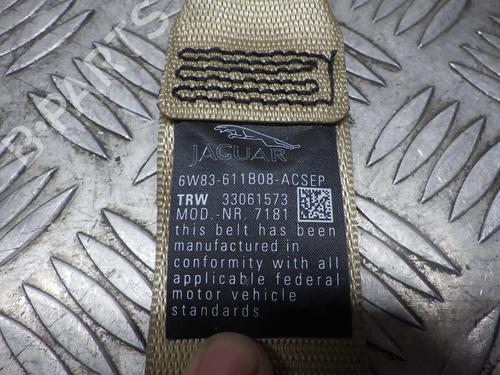 B-PARTS
JAGUAR
6W83-611B08-ACSEP
TRW 33061573
MOD.-NR. 7181
this belt has been
manufactured in
conformity with all
applicable federal
motor vehicle
standards